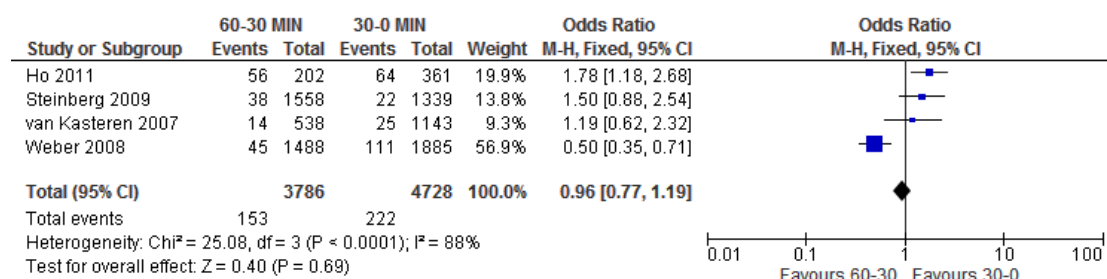 60-30 MIN 30-0 MIN Odds Ratio Odds Ratio
Study or Subgroup Events Total Events Total Weight M-H, Fixed, 95% CI M-H, Fixed, 95% CI
Ho 2011 56 202 64 361 19.9% 1.78 [1.18, 2.68]
Steinberg 2009 38 1558 22 1339 13.8% 1.50 [0.88, 2.54]
van Kasteren 2007 14 538 25 1143 9.3% 1.19 [0.62, 2.32]
Weber 2008 45 1488 111 1885 56.9% 0.50 [0.35, 0.71]
Total (95% CI) 3786 4728 100.0% 0.96 [0.77, 1.19]
Total events 153 222
Heterogeneity: Chi² = 25.08, df = 3 (P < 0.0001); I² = 88%
Test for overall effect: Z = 0.40 (P = 0.69)
0.01 0.1 1 10 100
Favours 60-30 Favours 30-0